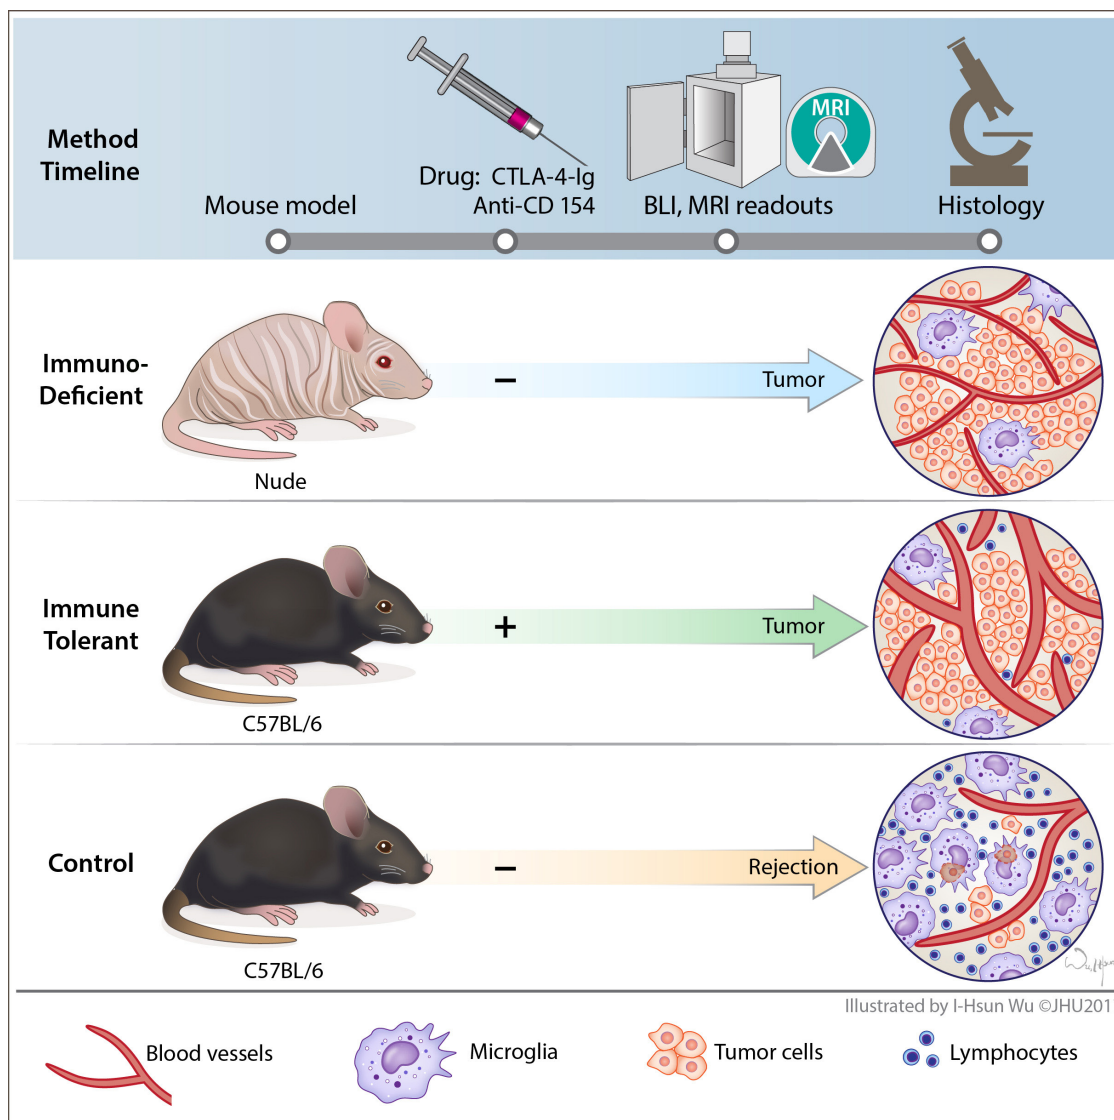 Method
Timeline
Mouse model
Drug: CTLA-4-Ig
Anti-CD 154
MRI
BLI, MRI readouts
Histology
Immuno-
Deficient
Nude
–
Tumor
Immune
Tolerant
C57BL/6
+
Tumor
Control
C57BL/6
–
Rejection
Illustrated by I-Hsun Wu ©JHU201
Blood vessels
Microglia
Tumor cells
Lymphocytes